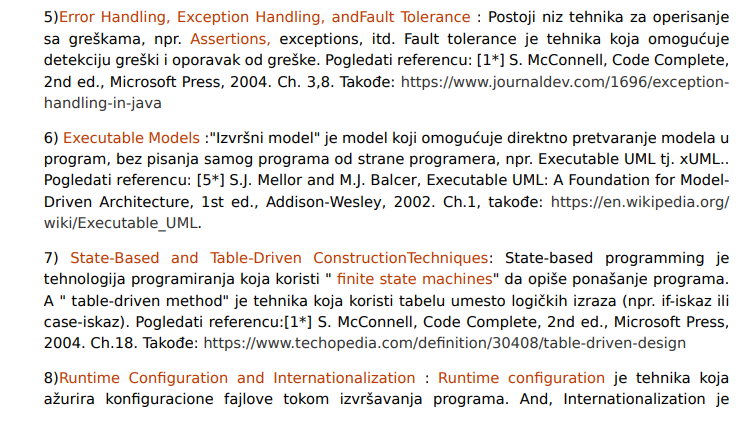 5)Error Handling, Exception Handling, andFault Tolerance : Postoji niz tehnika za operisanje
sa greškama, npr. Assertions, exceptions, itd. Fault tolerance je tehnika koja omogućuje
detekciju greški i oporavak od greške. Pogledati referencu: [1*] S. McConnell, Code Complete,
2nd ed., Microsoft Press, 2004. Ch. 3,8. Takođe: https://www.journaldev.com/1696/exception-
handling-in-java
6) Executable Models :"Izvršni model" je model koji omogućuje direktno pretvaranje modela u
program, bez pisanja samog programa od strane programera, npr. Executable UML tj. xUML..
Pogledati referencu: [5*] S.J. Mellor and M.J. Balcer, Executable UML: A Foundation for Model-
Driven Architecture, 1st ed., Addison-Wesley, 2002. Ch.1, takođe: https://en.wikipedia.org/
wiki/Executable_UML.
7) State-Based and Table-Driven ConstructionTechniques: State-based programming je
tehnologija programiranja koja koristi " finite state machines" da opiše ponašanje programa.
A " table-driven method" je tehnika koja koristi tabelu umesto logičkih izraza (npr. if-iskaz ili
case-iskaz). Pogledati referencu:[1*] S. McConnell, Code Complete, 2nd ed., Microsoft Press,
2004. Ch.18. Takođe: https://www.techopedia.com/definition/30408/table-driven-design
8)Runtime Configuration and Internationalization : Runtime configuration je tehnika koja
ažurira konfiguracione fajlove tokom izvršavanja programa. And, Internationalization je